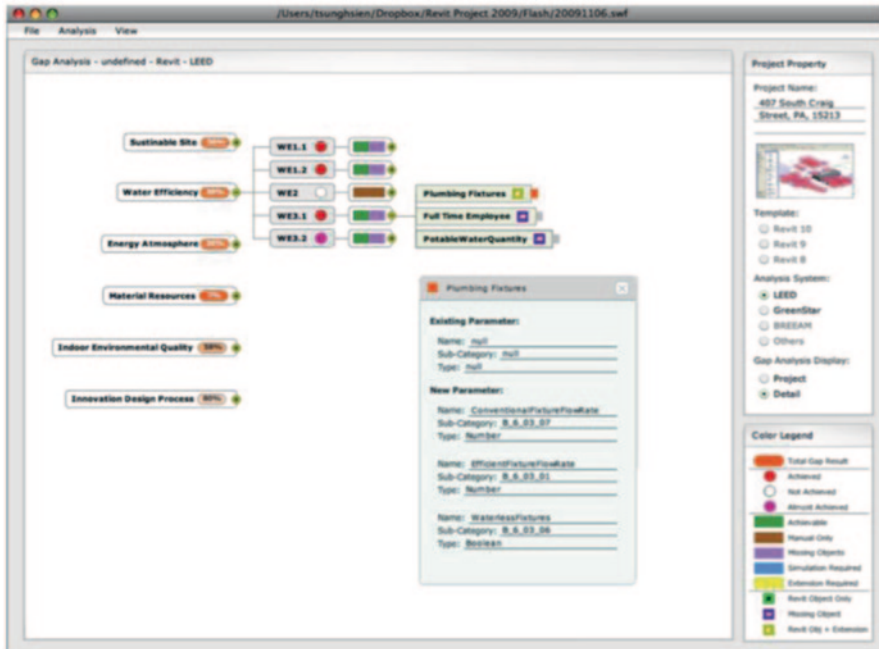 /Users/tsunghsien/Dropbox/Revit Project 2009/Flash/20091106.swf
File Analysis View
Gap Analysis - undefined - Revit - LEED
Sustinable Site
Water Efficiency
Energy Atmosphere
Material Resources
Indoor Environmental Quality
Innovation Design Process
WE1.1
WE1.2
WE2
WE3.1
WE3.2
Plumbing Fixtures
Full Time Employee
PotableWaterQuantity
Plumbing Fixtures
Existing Parameter:
Name: null
Sub-Category: null
Type: null
New Parameter:
Name: ConventionalFixtureFlowRate
Sub-Category: B_6_03_07
Type: Number
Name: EfficientFixtureFlowRate
Sub-Category: B_6_03_01
Type: Number
Name: WaterlessFixtures
Sub-Category: B_6_03_06
Type: Boolean
Project Property
Project Name:
407 South Craig
Street, PA, 15213
Template:
Revit 10
Revit 9
Revit 8
Analysis System:
LEED
GreenStar
BREEAM
Others
Gap Analysis Display:
Project
Detail
Color Legend
Total Gap Result
Achieved
Not Achieved
Almost Achieved
Achievable
Manual Only
Missing Objects
Simulation Required
Extension Required
Revit Object Only
Missing Object
Revit Obj + Extension